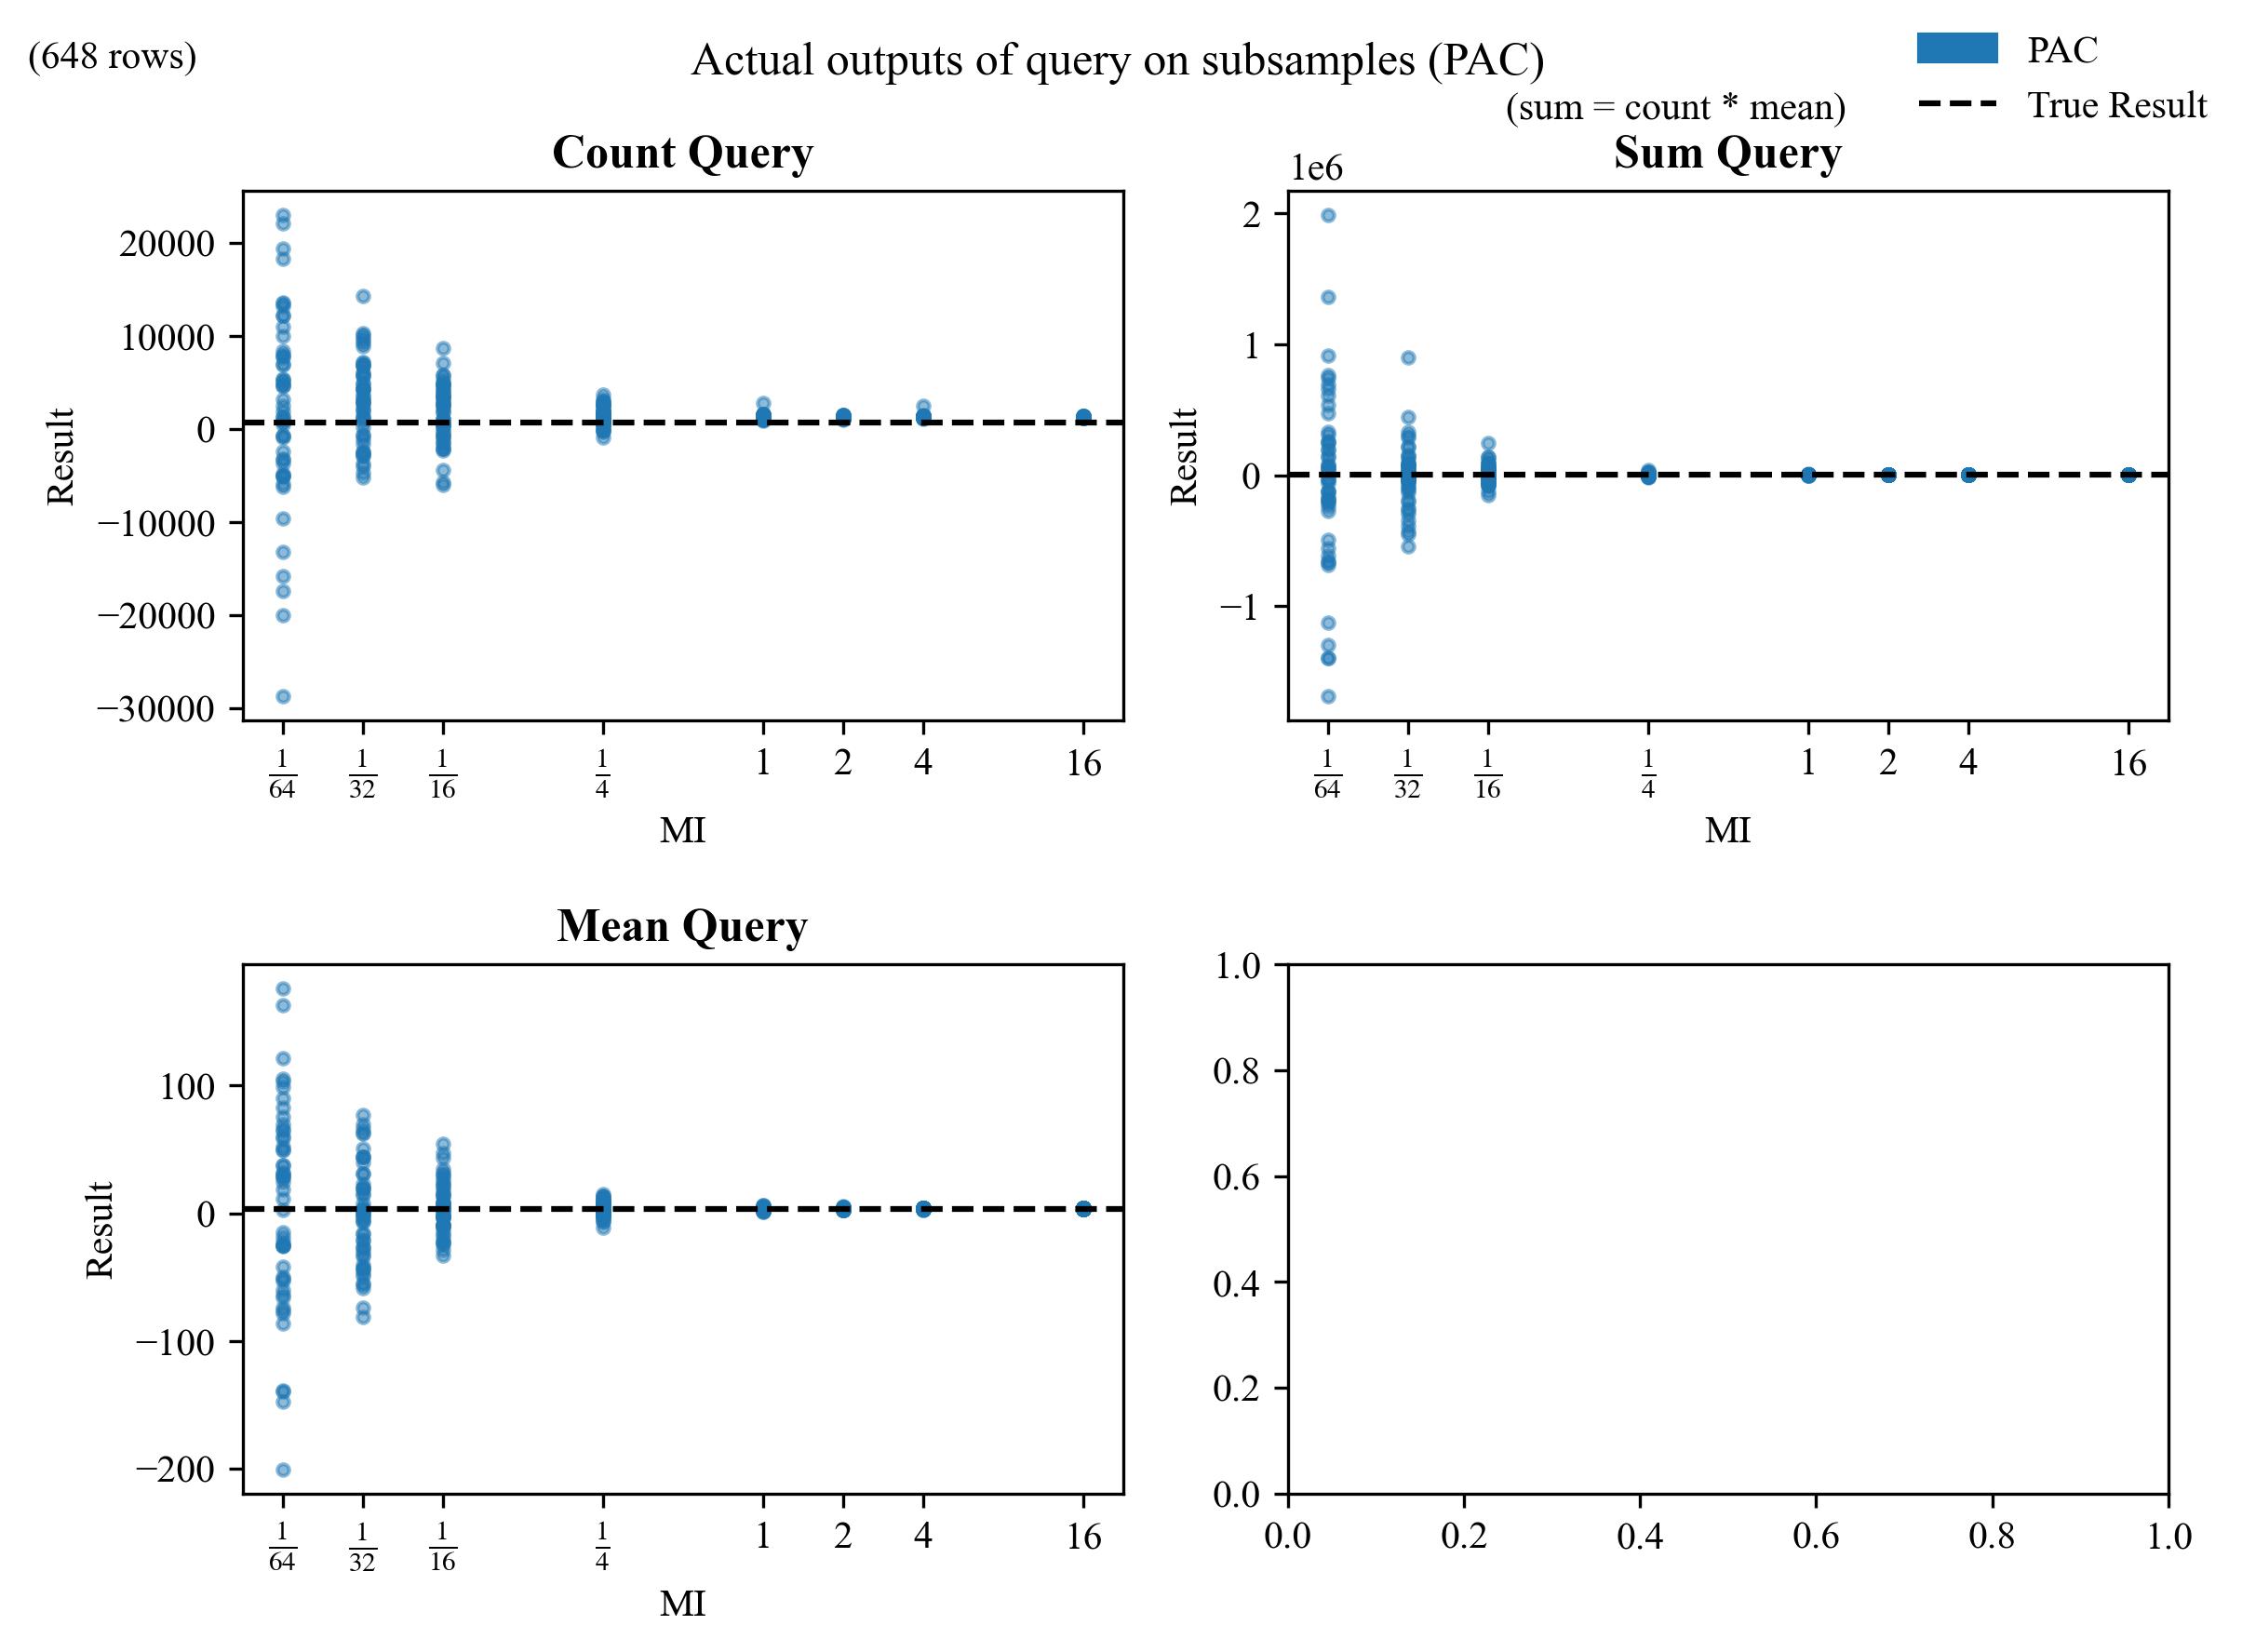 (648 rows)
Actual outputs of query on subsamples (PAC)
PAC
True Result
(sum = count * mean)
Count Query
Result
20000
10000
0
−10000
−20000
−30000
1/64 1/32 1/16 1/4 1 2 4 16
MI
Sum Query
1e6
Result
2
1
0
−1
1/64 1/32 1/16 1/4 1 2 4 16
MI
Mean Query
Result
100
0
−100
−200
1/64 1/32 1/16 1/4 1 2 4 16
MI
1.0
0.8
0.6
0.4
0.2
0.0
0.0 0.2 0.4 0.6 0.8 1.0